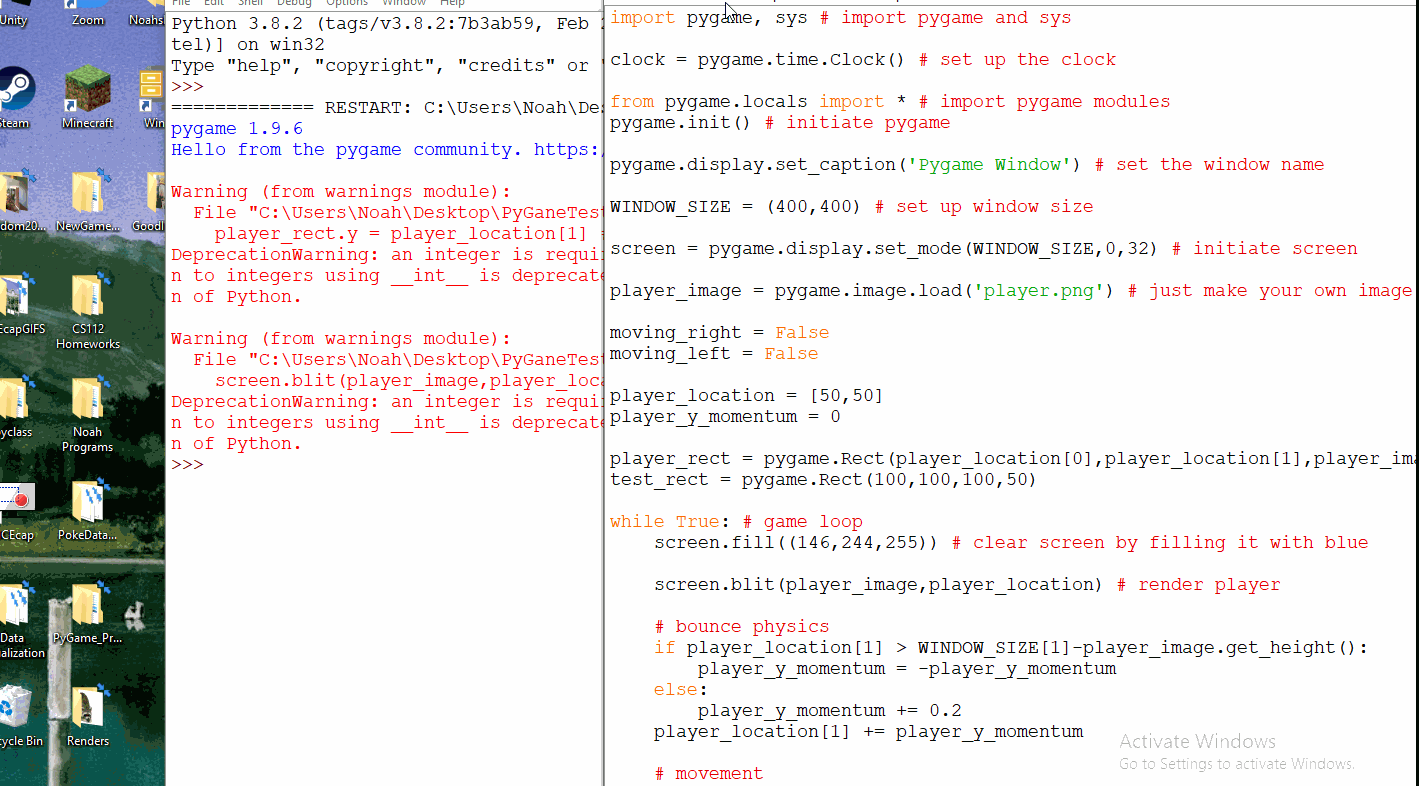 Unity
Zoom
Noahs
Steam
Minecraft
Win
dom20...
NewGame...
Goodl
EcapGIFS
CS112
Homeworks
yclass
Noah
Programs
CEcap
PokeData...
Data
alization
PyGame_Pr...
ycle Bin
Renders
File Edit Shell Debug Options Window Help
Python 3.8.2 (tags/v3.8.2:7b3ab59, Feb 2
tel)] on win32
Type "help", "copyright", "credits" or "
>>>
============= RESTART: C:\Users\Noah\Des
pygame 1.9.6
Hello from the pygame community. https:/
Warning (from warnings module):
File "C:\Users\Noah\Desktop\PyGaneTest
player_rect.y = player_location[1] #
DeprecationWarning: an integer is requir
n to integers using __int__ is deprecate
n of Python.
Warning (from warnings module):
File "C:\Users\Noah\Desktop\PyGaneTest
screen.blit(player_image,player_loca
DeprecationWarning: an integer is requir
n to integers using __int__ is deprecate
n of Python.
>>>
import pygame, sys # import pygame and sys
clock = pygame.time.Clock() # set up the clock
from pygame.locals import * # import pygame modules
pygame.init() # initiate pygame
pygame.display.set_caption('Pygame Window') # set the window name
WINDOW_SIZE = (400,400) # set up window size
screen = pygame.display.set_mode(WINDOW_SIZE,0,32) # initiate screen
player_image = pygame.image.load('player.png') # just make your own image
moving_right = False
moving_left = False
player_location = [50,50]
player_y_momentum = 0
player_rect = pygame.Rect(player_location[0],player_location[1],player_ima
test_rect = pygame.Rect(100,100,100,50)
while True: # game loop
screen.fill((146,244,255)) # clear screen by filling it with blue
screen.blit(player_image,player_location) # render player
# bounce physics
if player_location[1] > WINDOW_SIZE[1]-player_image.get_height():
player_y_momentum = -player_y_momentum
else:
player_y_momentum += 0.2
player_location[1] += player_y_momentum
# movement
Activate Windows
Go to Settings to activate Windows.